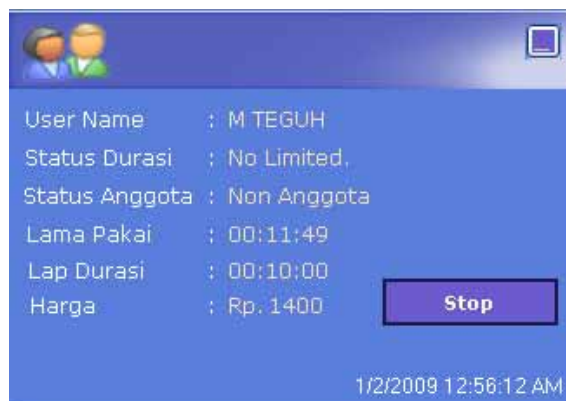 User Name : M TEGUH
Status Durasi : No Limited.
Status Anggota : Non Anggota
Lama Pakai : 00:11:49
Lap Durasi : 00:10:00
Harga : Rp. 1400
Stop
1/2/2009 12:56:12 AM